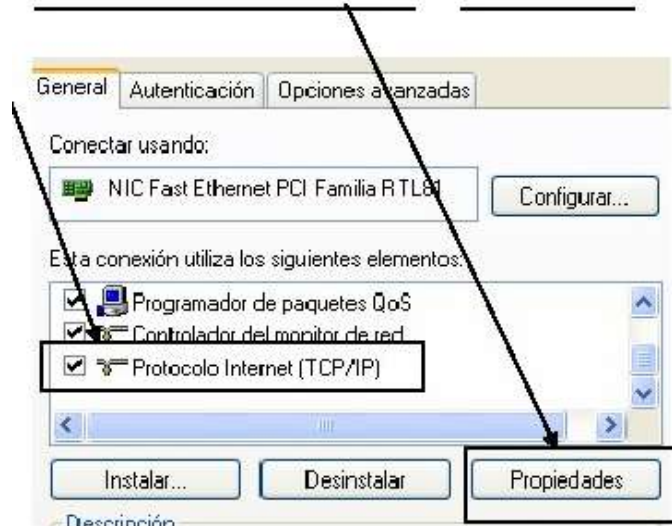 General Autenticación Opciones avanzadas
Conectar usando:
NIC Fast Ethernet PCI Familia RTL81
Configurar...
Esta conexión utiliza los siguientes elementos:
Programador de paquetes QoS
Controlador del monitor de red
Protocolo Internet (TCP/IP)
Instalar... Desinstalar Propiedades
Descripción